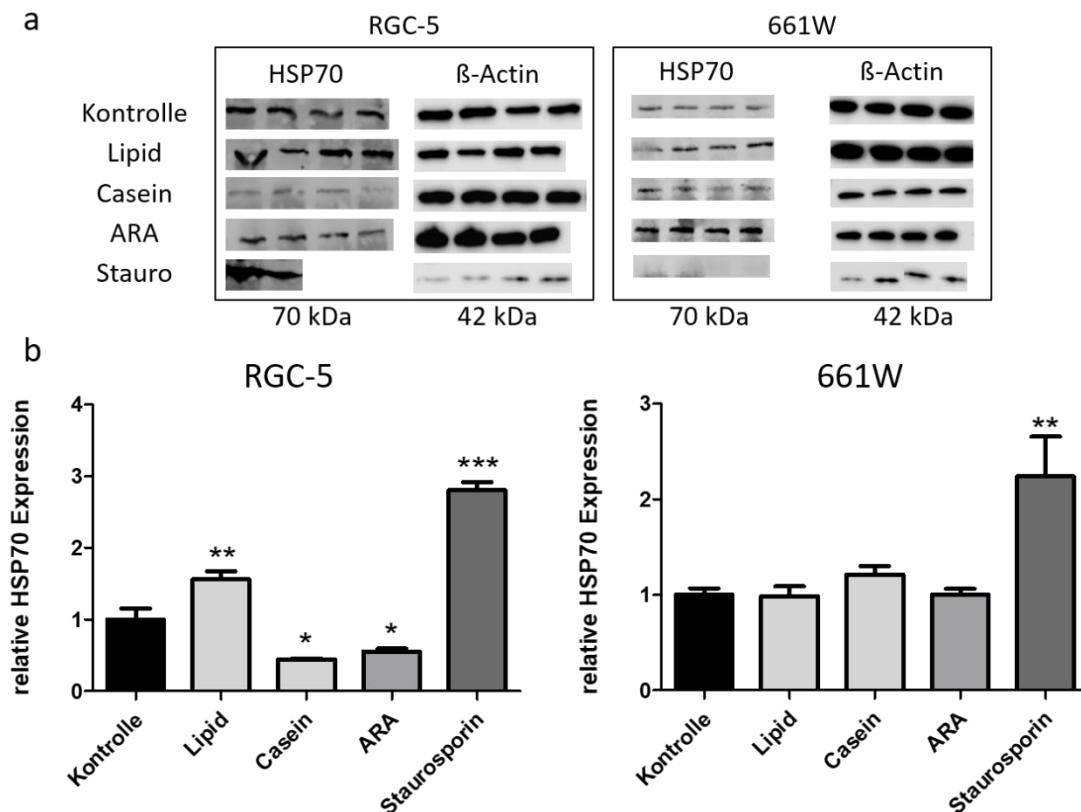 a
RGC-5 661W
HSP70 ß-Actin HSP70 ß-Actin
Kontrolle
Lipid
Casein
ARA
Stauro
70 kDa 42 kDa 70 kDa 42 kDa
b
RGC-5
relative HSP70 Expression
4
3
2
1
0
**
*
*
***
Kontrolle
Lipid
Casein
ARA
Staurosporin
661W
relative HSP70 Expression
3
2
1
0
**
Kontrolle
Lipid
Casein
ARA
Staurosporin